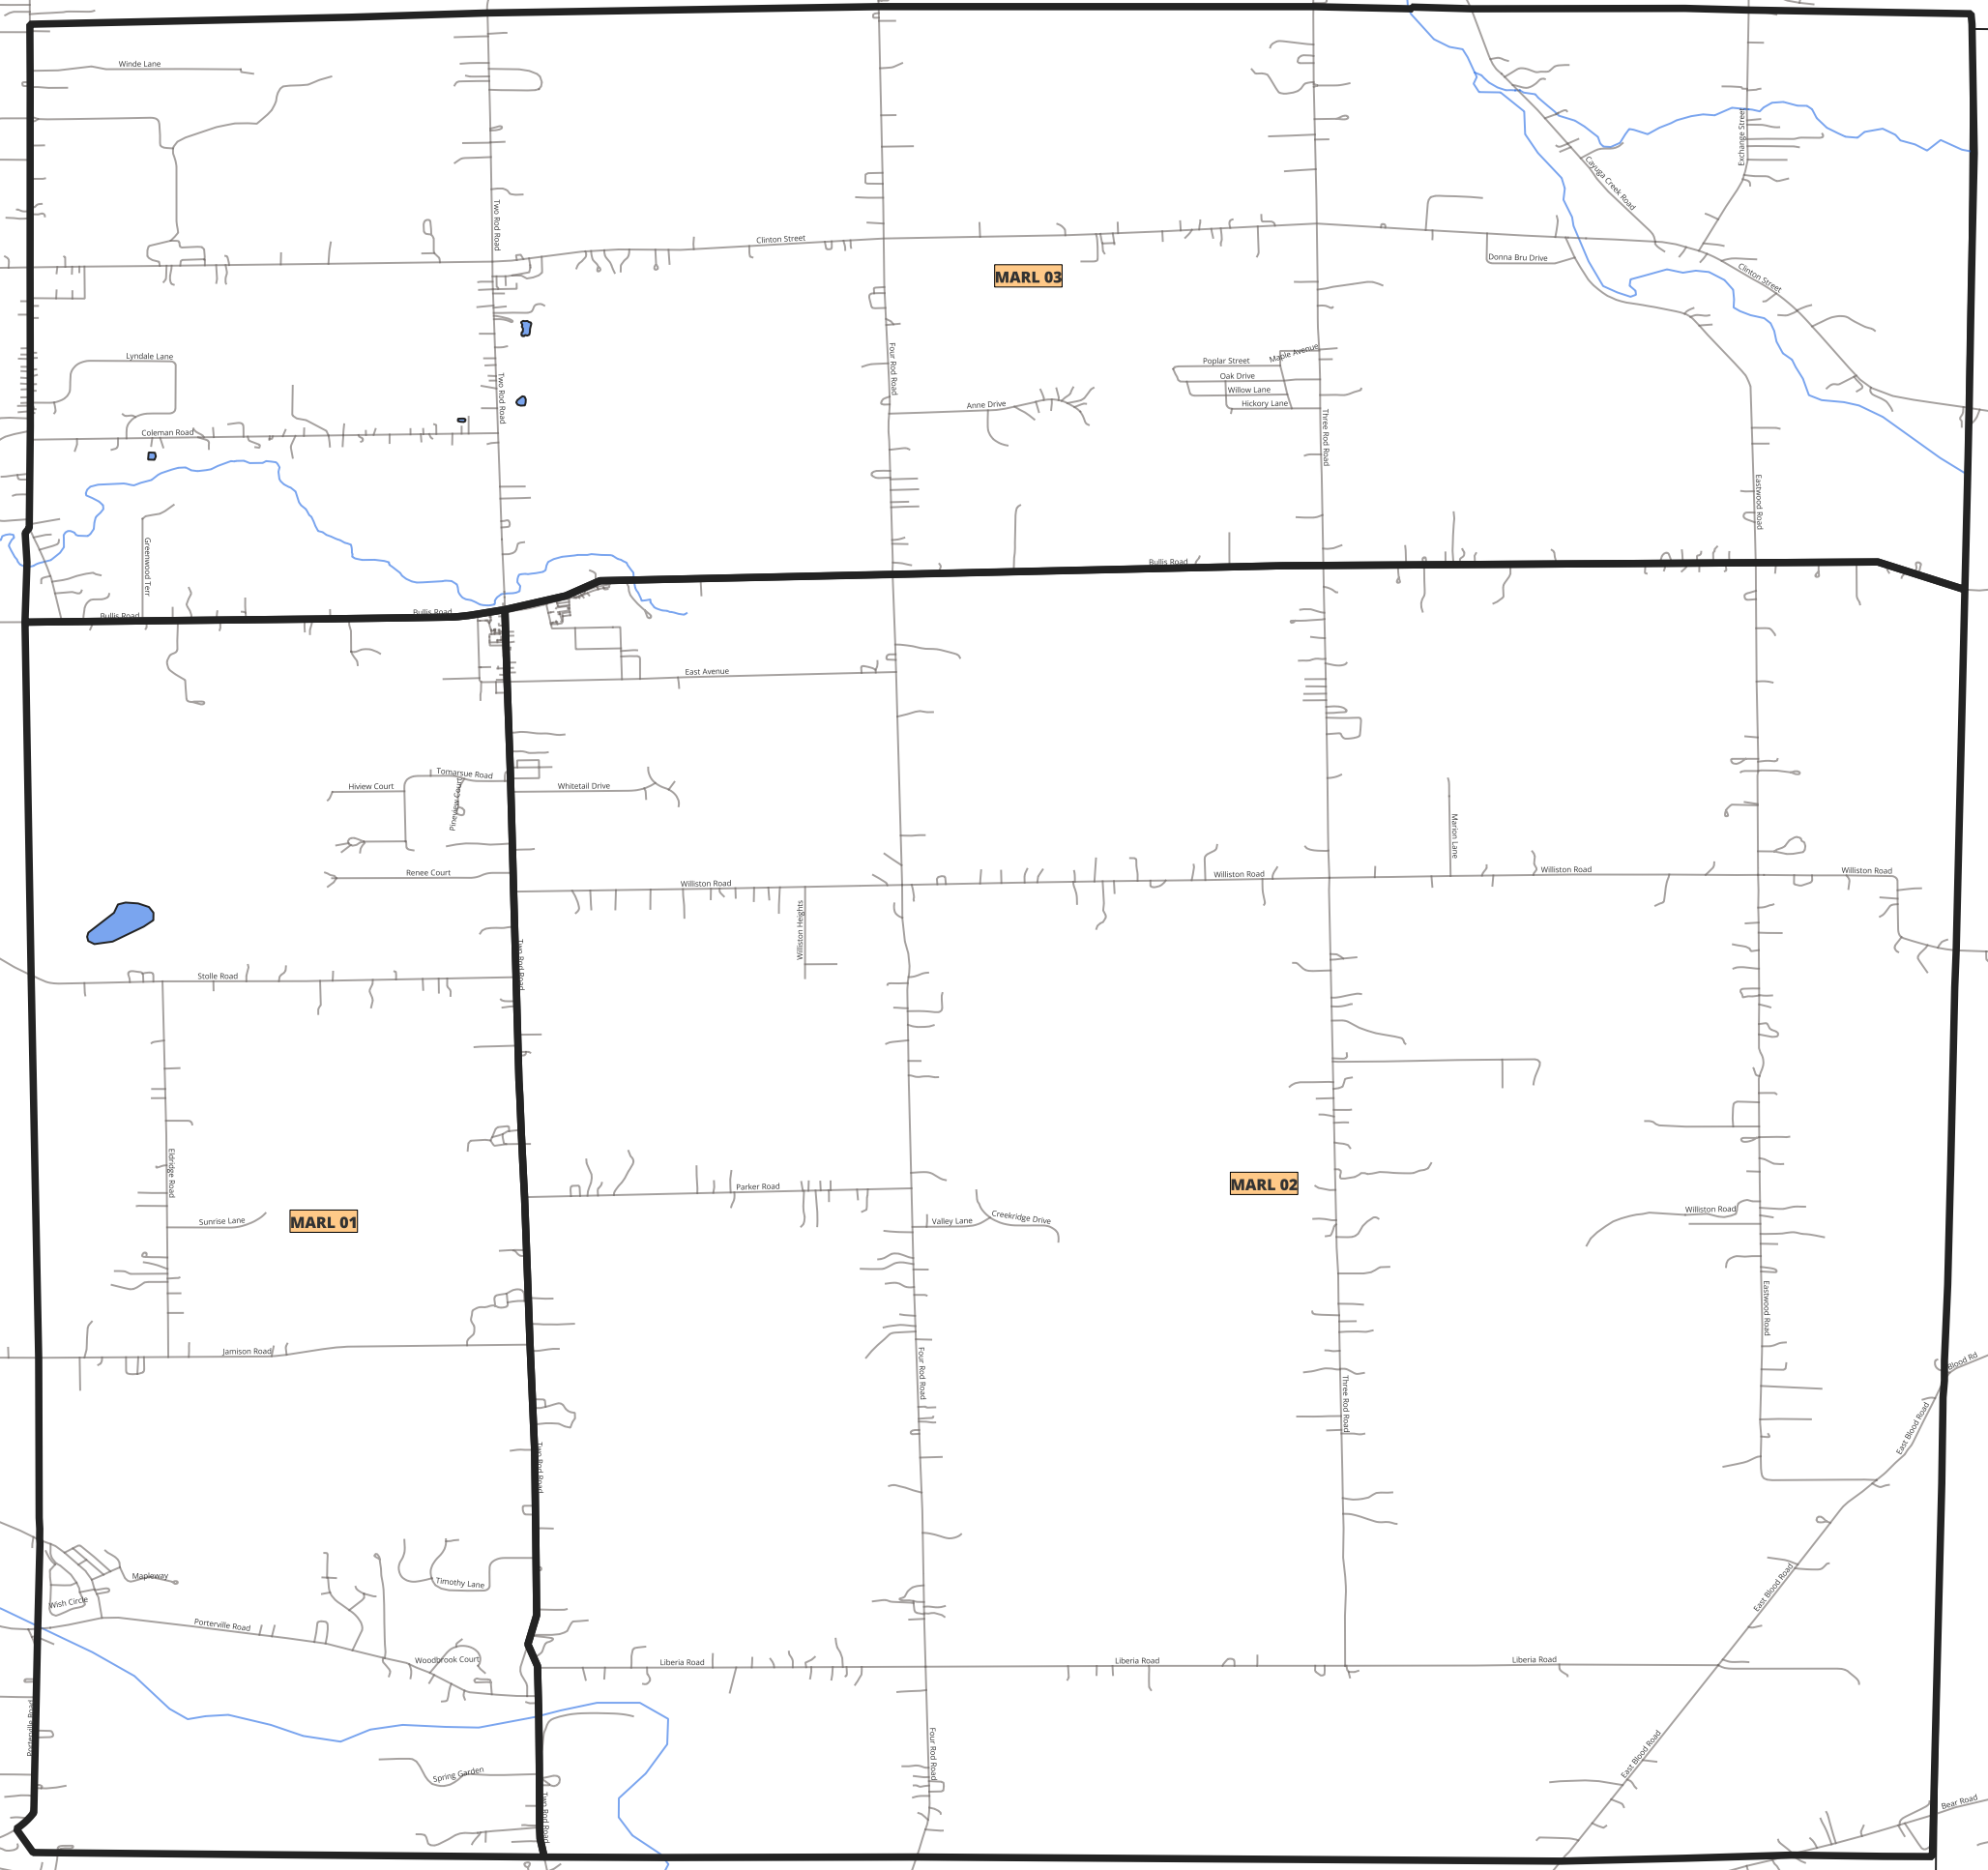 Winde Lane
Exchange Stree
Cayuga Creek Road
Two Rod Road
Clinton Street
Donna Bru Drive
MARL 03
Clinton Street
Lyndale Lane
Four Rod Road
Poplar Street
Maple Avenue
Oak Drive
Willow Lane
Hickory Lane
Two Rod Road
Anne Drive
Three Rod Road
Coleman Road
Eastwood Road
Greenwood Terr
Bullis Road
Bullis Road
Bullis Road
East Avenue
Tomarsue Road
Hiview Court
Pineview Court
Whitetail Drive
Marion Lane
Renee Court
Williston Road
Williston Road
Williston Road
Williston Road
Williston Heights
Two Rod Road
Stolle Road
Eldridge Road
Parker Road
MARL 02
Sunrise Lane
MARL 01
Valley Lane
Creekridge Drive
Williston Road
Eastwood Road
Jamison Road
Four Rod Road
Three Rod Road
Blood Rd
East Blood Road
Two Rod Road
Mapleway
Timothy Lane
Wish Circle
East Blood Road
Porterville Road
Woodbrook Court
Liberia Road
Liberia Road
Liberia Road
Porterville Road
Four Rod Road
East Blood Road
Spring Garden
Two Rod Road
Bear Road